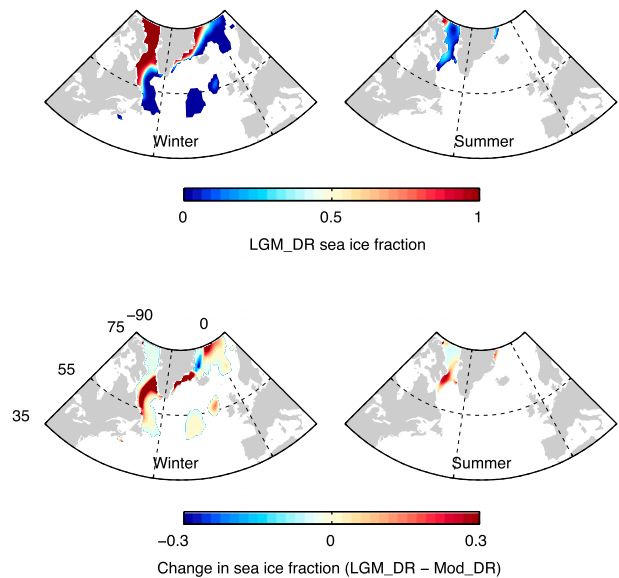 Winter
Summer
0
0.5
1
LGM_DR sea ice fraction
−90
75
0
55
35
Winter
Summer
−0.3
0
0.3
Change in sea ice fraction (LGM_DR − Mod_DR)